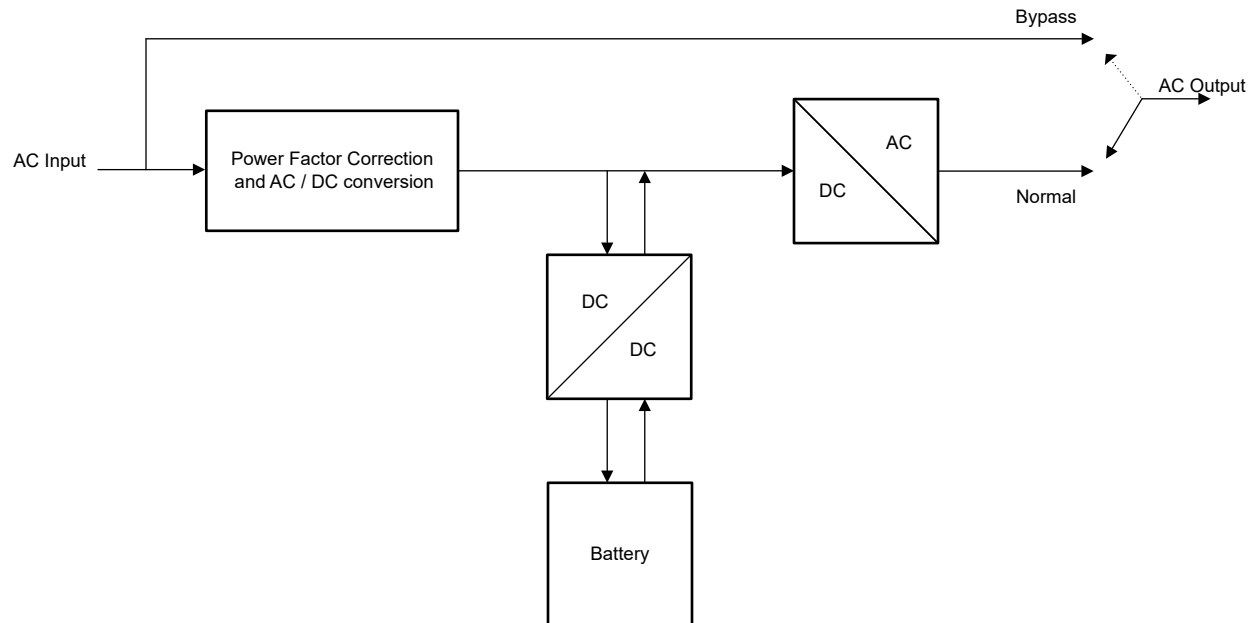 Bypass
AC Output
AC Input
Power Factor Correction
and AC / DC conversion
AC
DC
Normal
DC
DC
Battery